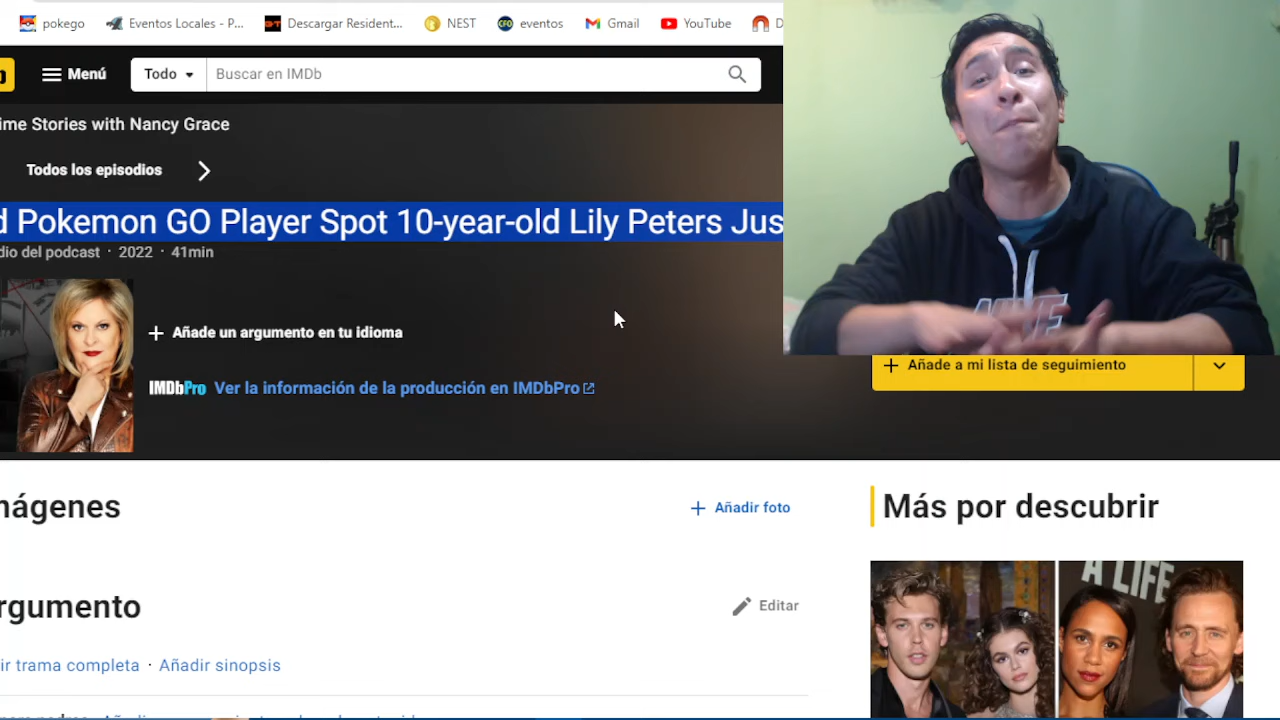 pokego
Eventos Locales - P...
Descargar Resident...
NEST
eventos
Gmail
YouTube
D
Menú
Todo
Buscar en IMDb
ime Stories with Nancy Grace
Todos los episodios
d Pokemon GO Player Spot 10-year-old Lily Peters Jus
dio del podcast · 2022 · 41min
+ Añade un argumento en tu idioma
IMDbPro Ver la información de la producción en IMDbPro
+ Añade a mi lista de seguimiento
mágenes
+ Añadir foto
Más por descubrir
A LIFE
rgumento
Editar
ir trama completa · Añadir sinopsis